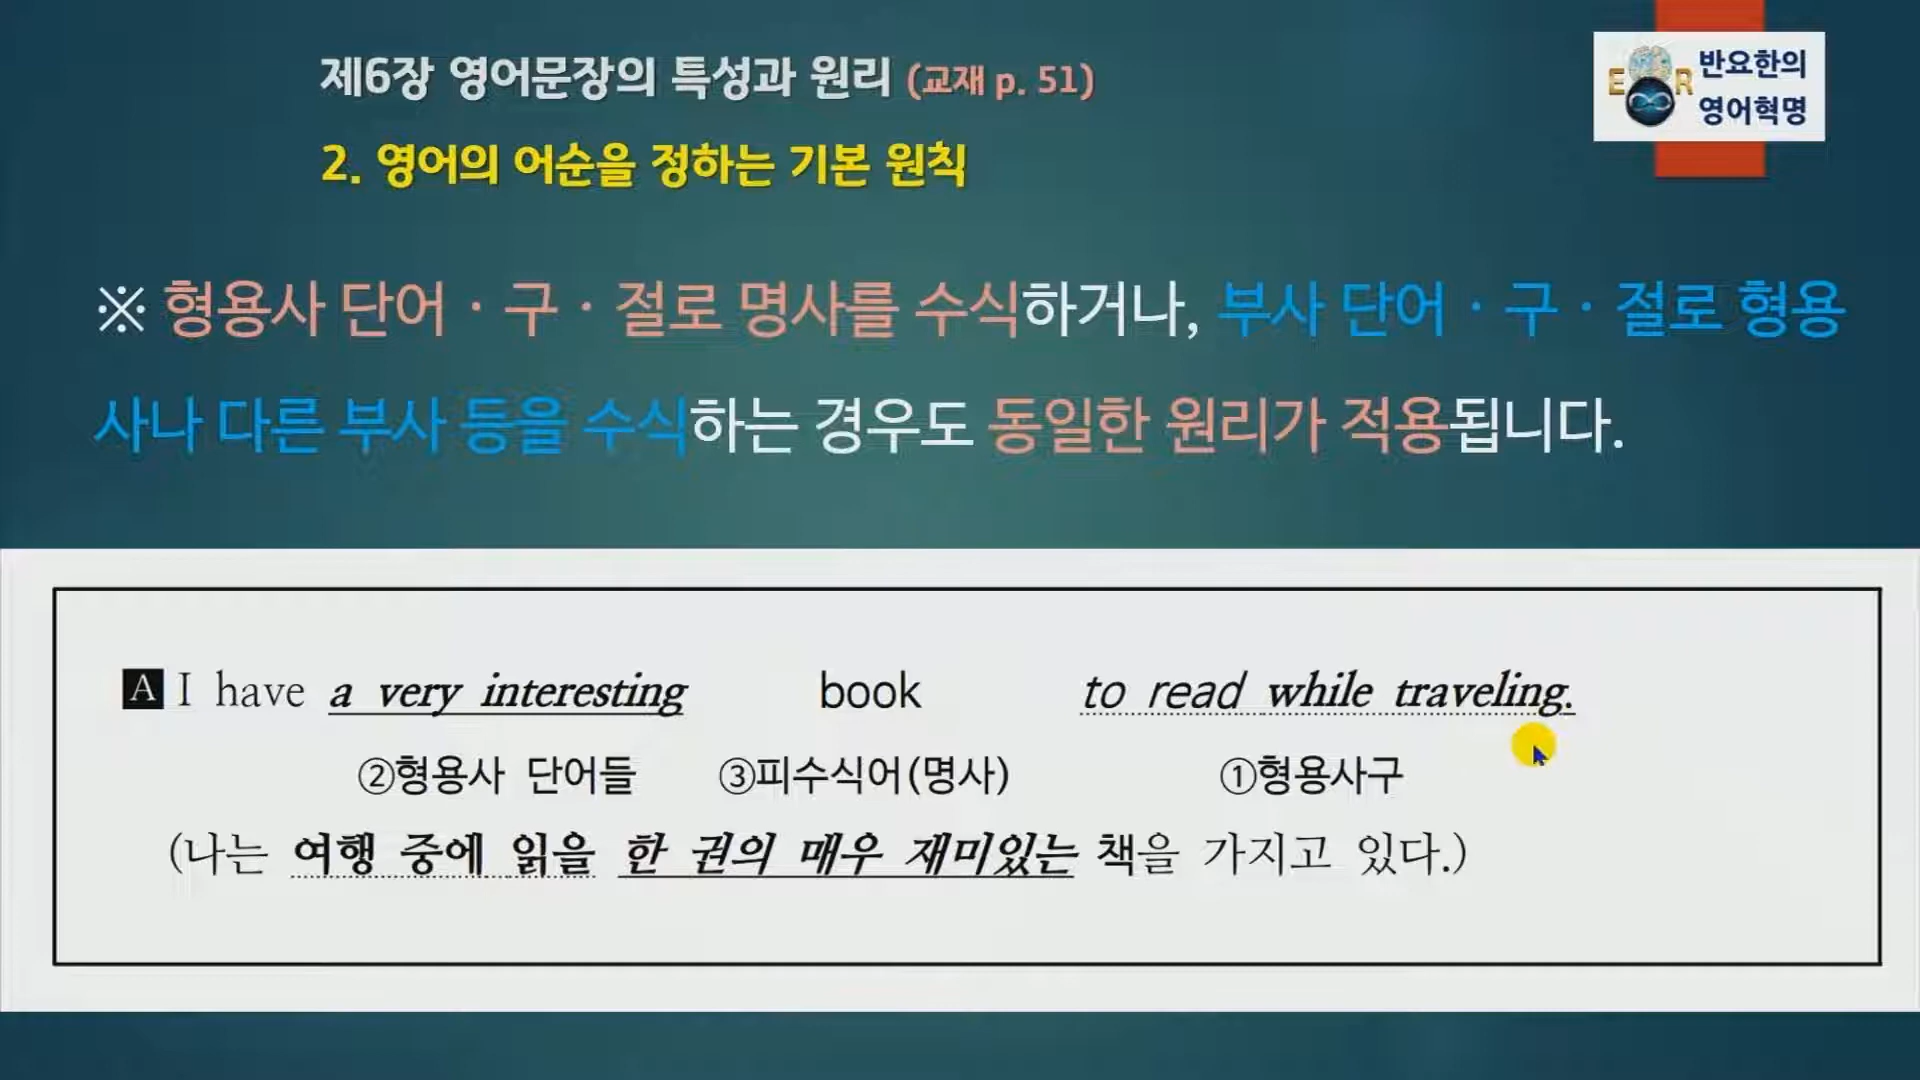 제6장 영어문장의 특성과 원리 (교재 p. 51)
E R 반요한의
영어혁명
2. 영어의 어순을 정하는 기본 원칙
※ 형용사 단어 · 구 · 절로 명사를 수식하거나, 부사 단어 · 구 · 절로 형용
사나 다른 부사 등을 수식하는 경우도 동일한 원리가 적용됩니다.
A I have a very interesting book to read while traveling.
②형용사 단어들 ③피수식어(명사) ①형용사구
(나는 여행 중에 읽을 한 권의 매우 재미있는 책을 가지고 있다.)